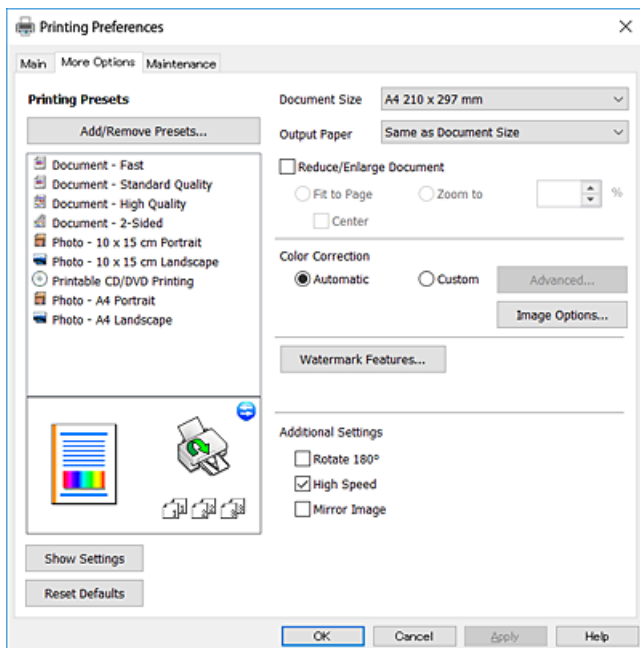 Printing Preferences
Main More Options Maintenance
Printing Presets
Add/Remove Presets...
Document - Fast
Document - Standard Quality
Document - High Quality
Document - 2-Sided
Photo - 10 x 15 cm Portrait
Photo - 10 x 15 cm Landscape
Printable CD/DVD Printing
Photo - A4 Portrait
Photo - A4 Landscape
Show Settings
Reset Defaults
Document Size A4 210 x 297 mm
Output Paper Same as Document Size
Reduce/Enlarge Document
Fit to Page Zoom to %
Center
Color Correction
Automatic Custom Advanced...
Image Options...
Watermark Features...
Additional Settings
Rotate 180°
High Speed
Mirror Image
OK Cancel Apply Help